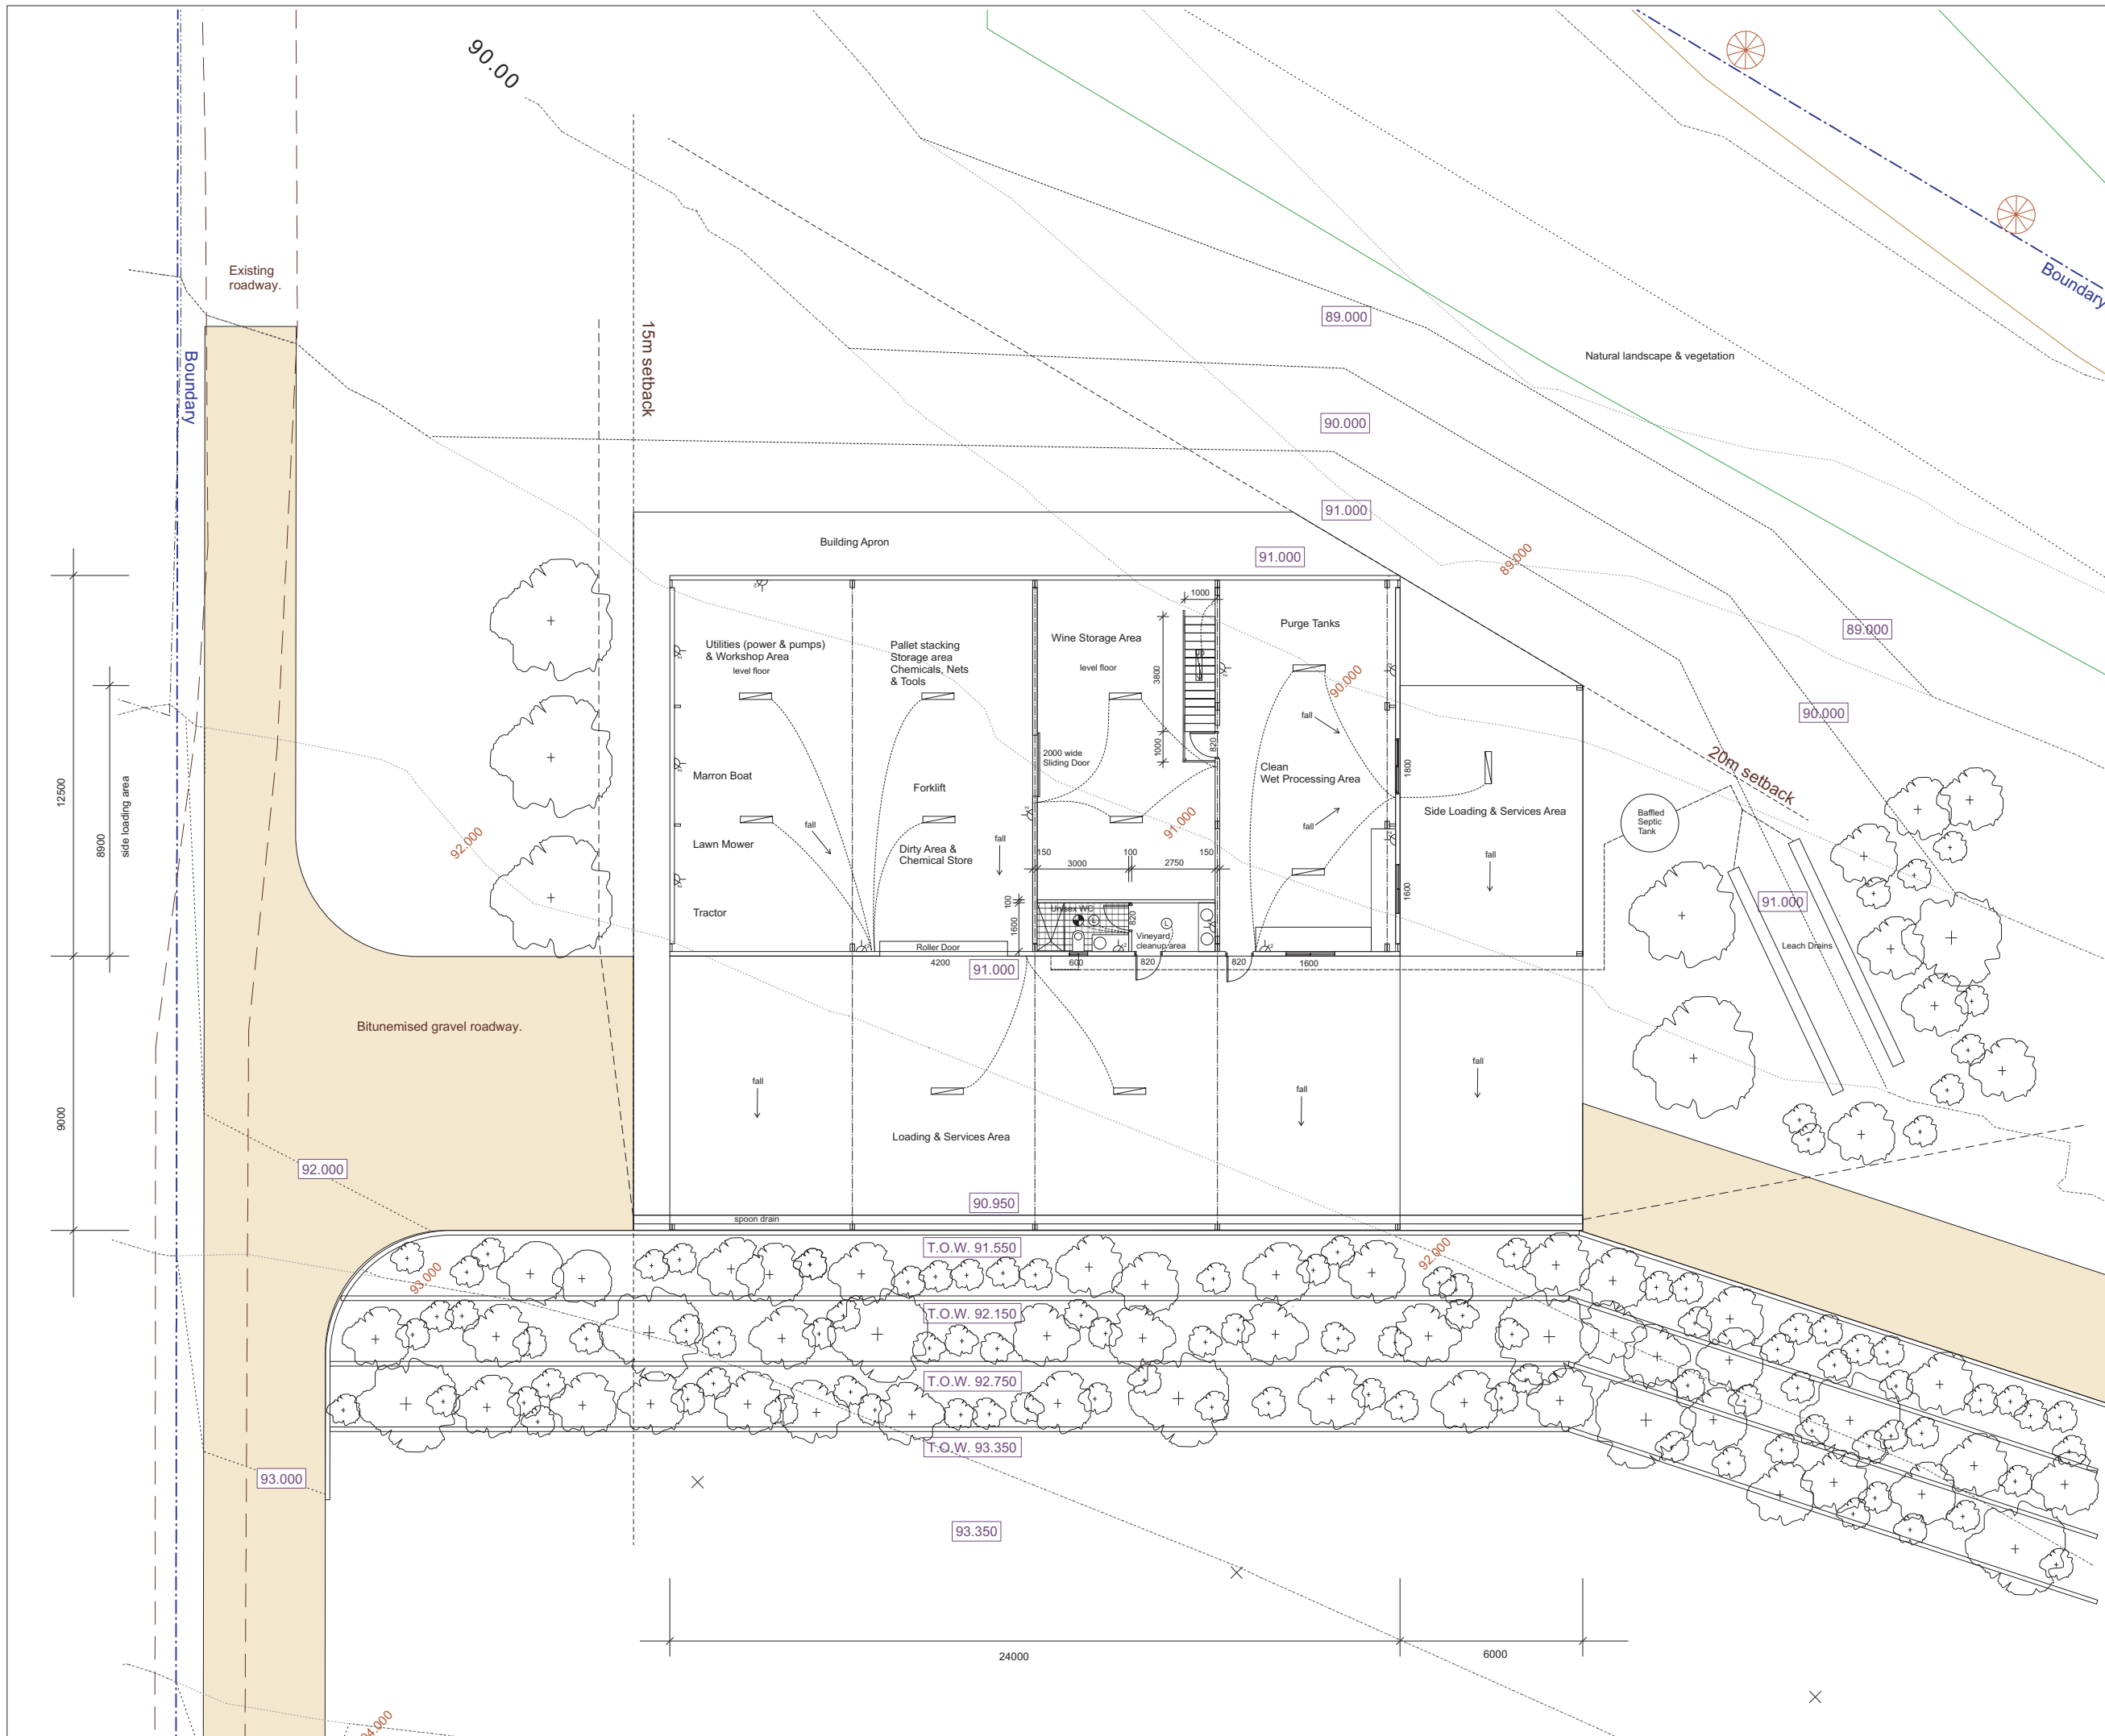 90.00
Existing
roadway.
Boundary
15m setback
Boundary
Natural landscape & vegetation
89.000
90.000
91.000
91.000
89.000
89.000
90.000
20m setback
Building Apron
Utilities (power & pumps)
& Workshop Area
level floor
Pallet stacking
Storage area
Chemicals, Nets
& Tools
Wine Storage Area
level floor
1000
3800
1000
up
820
Purge Tanks
90.000
fall
Clean
Wet Processing Area
fall
1800
1600
Side Loading & Services Area
fall
2000 wide
Sliding Door
91.000
Marron Boat
Forklift
fall
Lawn Mower
Dirty Area &
Chemical Store
fall
Tractor
150
3000
100
2750
150
100
1600
Unisex WC
820
Vineyard
cleanup area
L
L
Roller Door
4200
91.000
600
820
820
1600
12500
8900
side loading area
9000
92.000
Baffled
Septic
Tank
91.000
Leach Drains
Bitunemised gravel roadway.
92.000
fall
fall
fall
Loading & Services Area
90.950
spoon drain
T.O.W. 91.550
93.000
92.000
T.O.W. 92.150
T.O.W. 92.750
T.O.W. 93.350
93.000
93.350
24000
6000
94.000